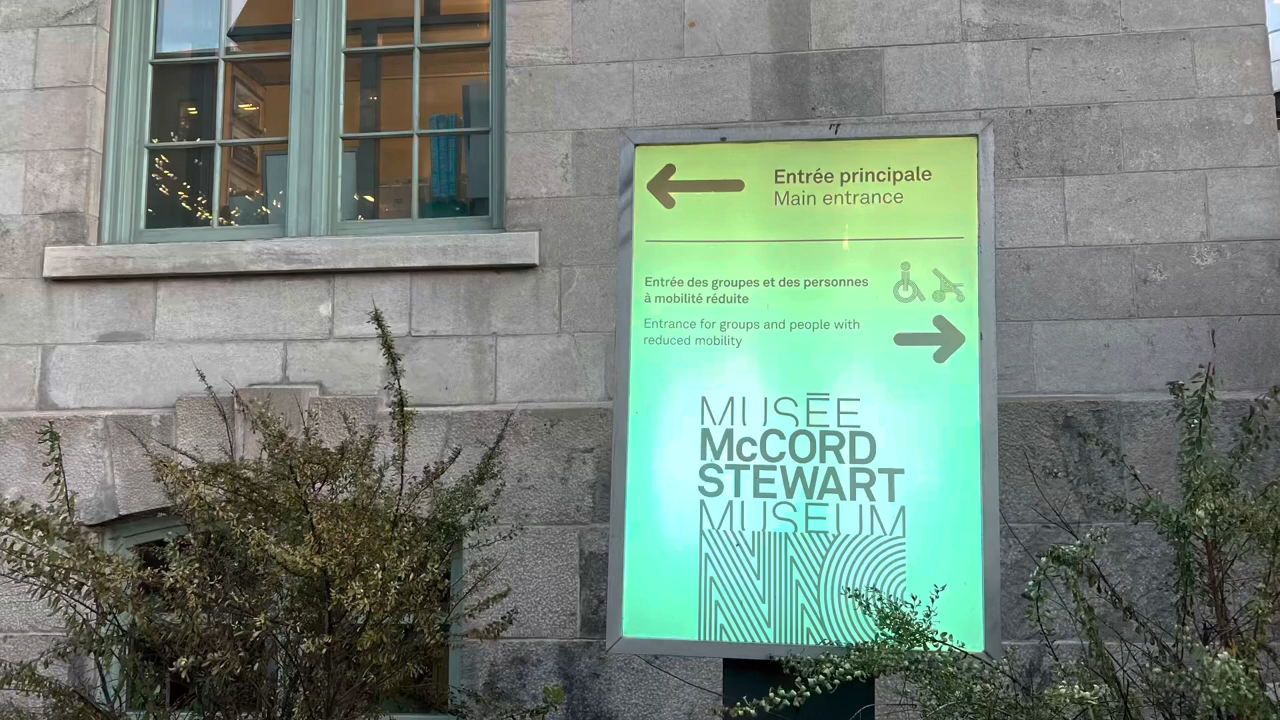 Entrée principale
Main entrance
Entrée des groupes et des personnes
à mobilité réduite
Entrance for groups and people with
reduced mobility
MUSÉE
McCORD
STEWART
MUSEUM